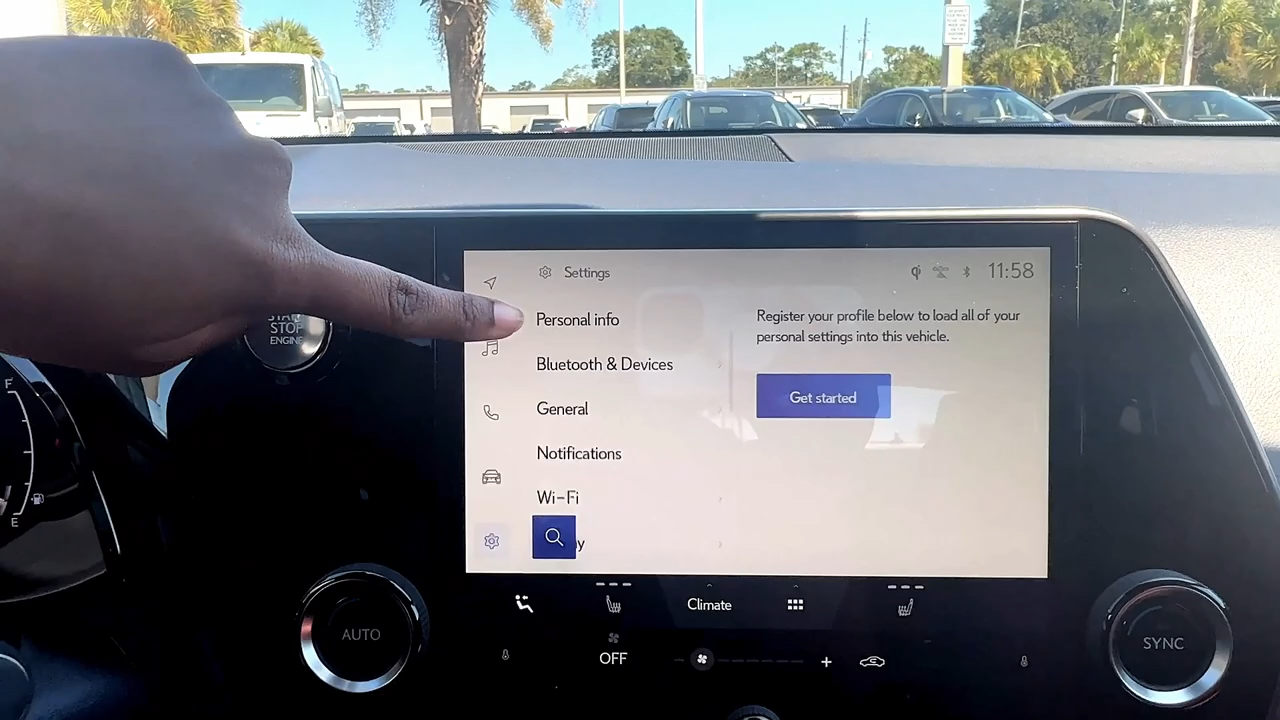 START
STOP
ENGINE
Settings
11:58
Personal info
Bluetooth & Devices
General
Notifications
Wi-Fi
Register your profile below to load all of your
personal settings into this vehicle.
Get started
F
E
AUTO
Climate
OFF
SYNC